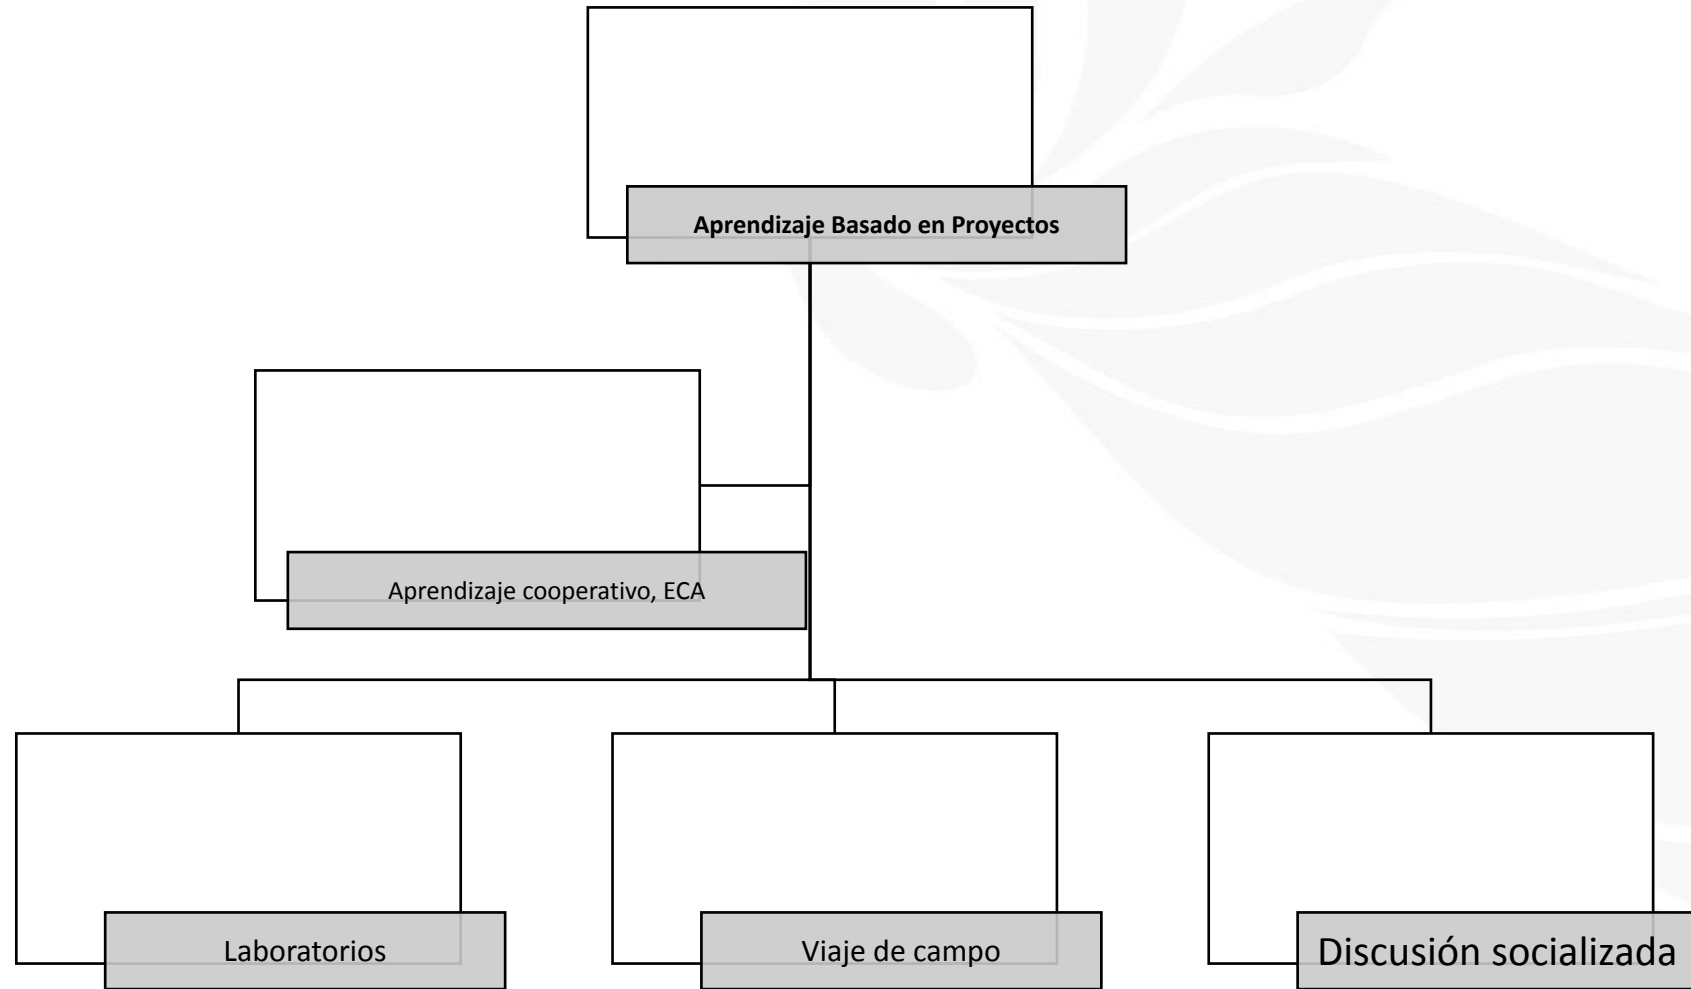 Aprendizaje Basado en Proyectos
Aprendizaje cooperativo, ECA
Laboratorios
Viaje de campo
Discusión socializada